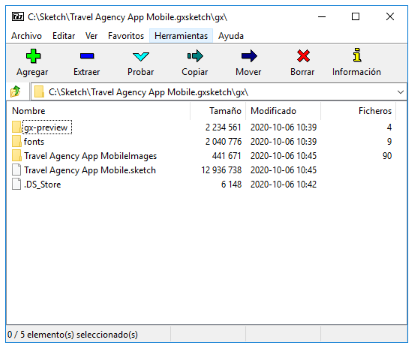 7z C:\Sketch\Travel Agency App Mobile.gxsketch\gx\
Archivo Editar Ver Favoritos Herramientas Ayuda
Agregar Extraer Probar Copiar Mover Borrar Información
C:\Sketch\Travel Agency App Mobile.gxsketch\gx\
Nombre Tamaño Modificado Ficheros
gx-preview 2 234 561 2020-10-06 10:39 4
fonts 2 040 776 2020-10-06 10:39 9
Travel Agency App MobileImages 441 671 2020-10-06 10:45 90
Travel Agency App Mobile.sketch 12 936 738 2020-10-06 10:45
.DS_Store 6 148 2020-10-06 10:42
0 / 5 elemento(s) seleccionado(s)